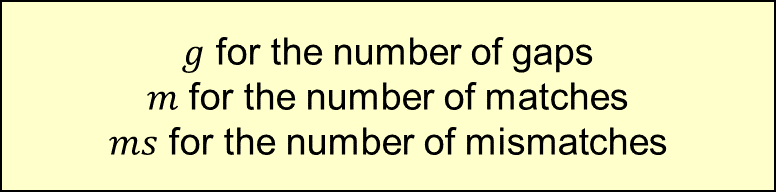 g for the number of gaps
m for the number of matches
ms for the number of mismatches